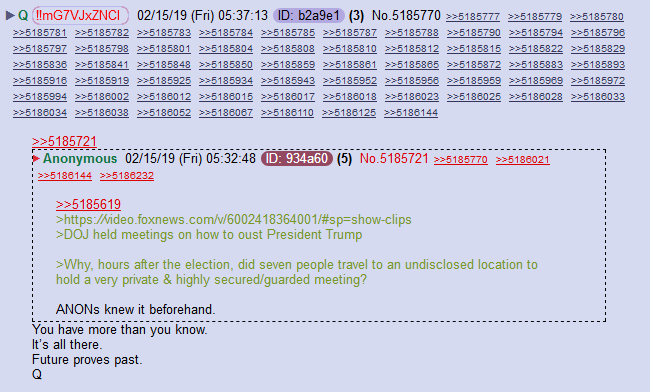 Q !!mG7VJxZNCI 02/15/19 (Fri) 05:37:13 ID: b2a9e1 (3) No.5185770 >>5185777 >>5185779 >>5185780
>>5185781 >>5185782 >>5185783 >>5185784 >>5185785 >>5185787 >>5185788 >>5185790 >>5185794 >>5185796
>>5185797 >>5185798 >>5185801 >>5185804 >>5185808 >>5185810 >>5185812 >>5185815 >>5185822 >>5185829
>>5185836 >>5185841 >>5185848 >>5185850 >>5185859 >>5185861 >>5185865 >>5185872 >>5185883 >>5185893
>>5185916 >>5185919 >>5185925 >>5185934 >>5185943 >>5185952 >>5185956 >>5185959 >>5185969 >>5185972
>>5185994 >>5186002 >>5186012 >>5186015 >>5186017 >>5186018 >>5186023 >>5186025 >>5186028 >>5186033
>>5186034 >>5186038 >>5186052 >>5186067 >>5186110 >>5186125 >>5186144
>>5185721
Anonymous 02/15/19 (Fri) 05:32:48 ID: 934a60 (5) No.5185721 >>5185770 >>5186021
>>5186144 >>5186232
>>5185619
>https://video.foxnews.com/v/6002418364001/#sp=show-clips
>DOJ held meetings on how to oust President Trump
>Why, hours after the election, did seven people travel to an undisclosed location to
hold a very private & highly secured/guarded meeting?
ANONs knew it beforehand.
You have more than you know.
It's all there.
Future proves past.
Q